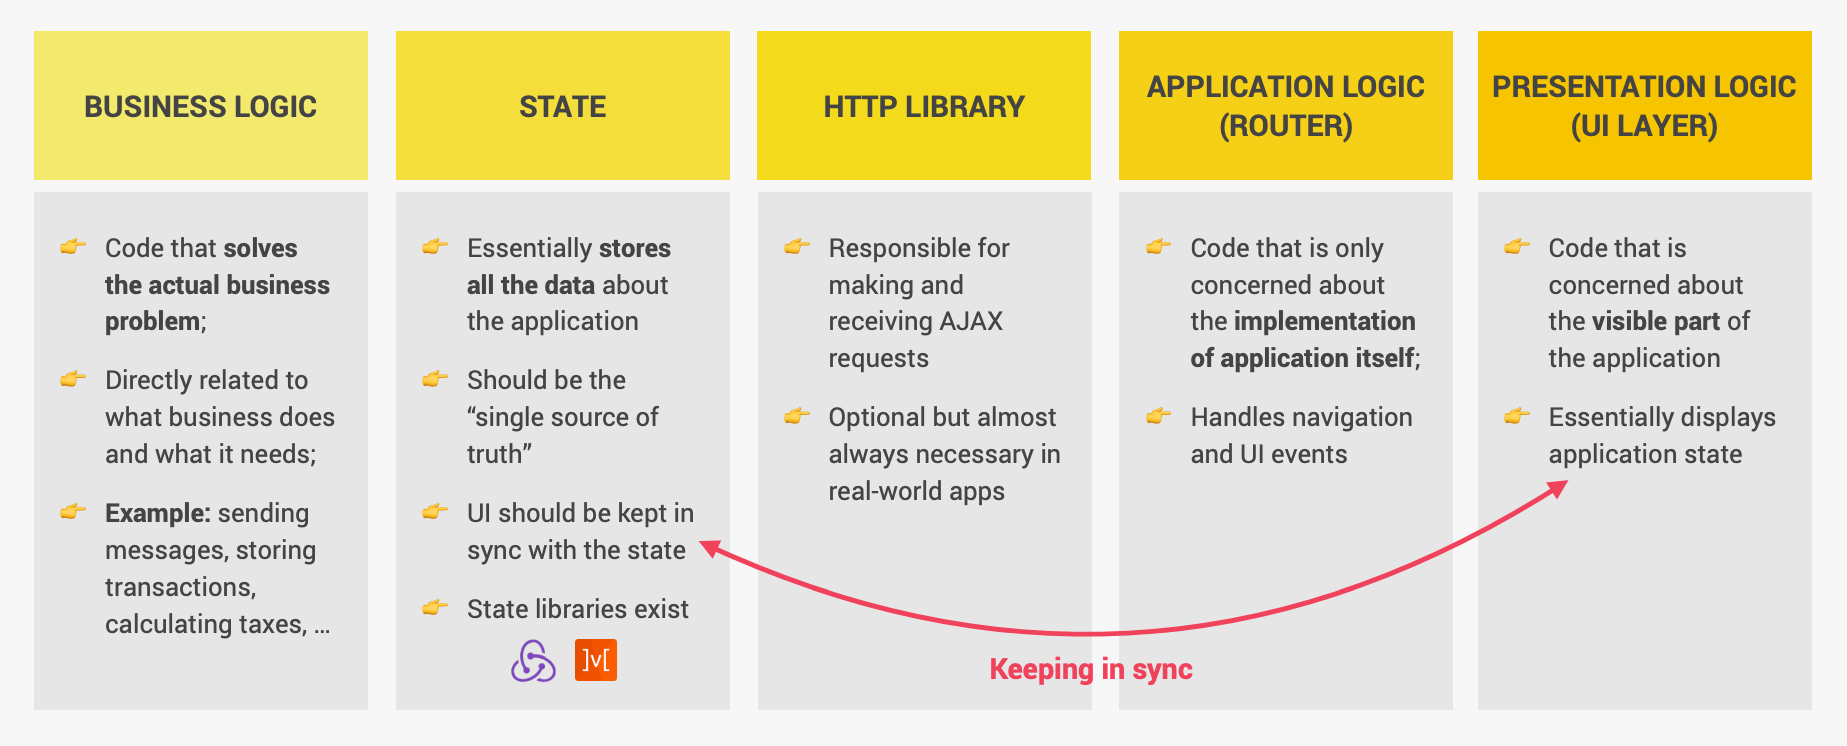 BUSINESS LOGIC
Code that solves
the actual business
problem;
Directly related to
what business does
and what it needs;
Example: sending
messages, storing
transactions,
calculating taxes, …
STATE
Essentially stores
all the data about
the application
Should be the
“single source of
truth”
UI should be kept in
sync with the state
State libraries exist
]v[
HTTP LIBRARY
Responsible for
making and
receiving AJAX
requests
Optional but almost
always necessary in
real-world apps
APPLICATION LOGIC
(ROUTER)
Code that is only
concerned about
the implementation
of application itself;
Handles navigation
and UI events
PRESENTATION LOGIC
(UI LAYER)
Code that is
concerned about
the visible part of
the application
Essentially displays
application state
Keeping in sync